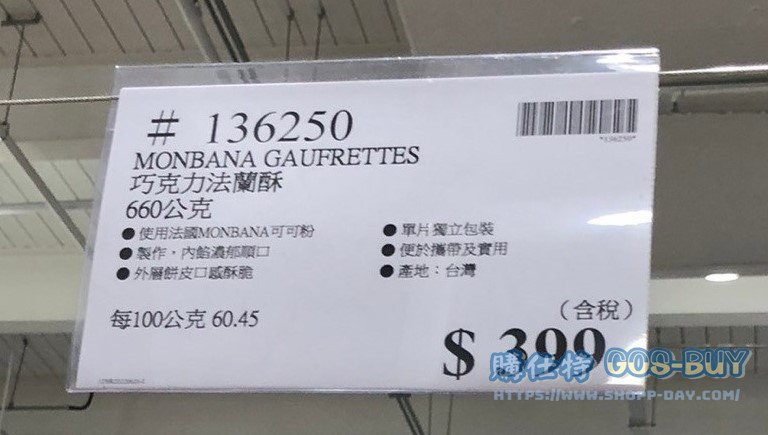 # 136250
*136250*
MONBANA GAUFRETTES
巧克力法蘭酥
660公克
●使用法國MONBANA可可粉
●製作，內餡濃郁順口
●外層餅皮口感酥脆
●單片獨立包裝
●便於攜帶及實用
●產地：台灣
每100公克 60.45
（含稅）
$ 399
購仕特 GOS-BUY
HTTPS://WWW.SHOPP-DAY.COM/